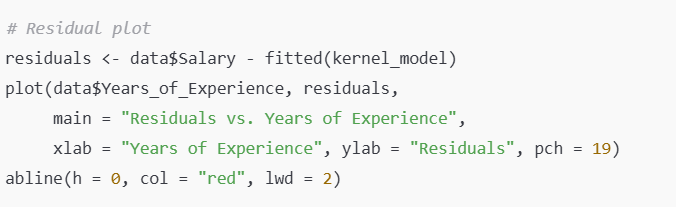 # Residual plot
residuals <- data$Salary - fitted(kernel_model)
plot(data$Years_of_Experience, residuals,
     main = "Residuals vs. Years of Experience",
     xlab = "Years of Experience", ylab = "Residuals", pch = 19)
abline(h = 0, col = "red", lwd = 2)